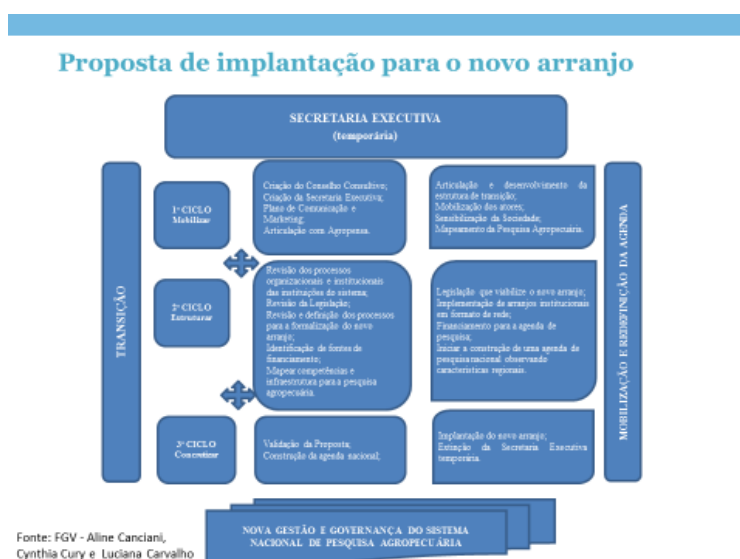 Proposta de implantação para o novo arranjo
SECRETARIA EXECUTIVA
(temporária)
TRANSIÇÃO
1º CICLO
Mobilizar
Criação do Conselho Consultivo;
Criação da Secretaria Executiva;
Plano de Comunicação e
Marketing;
Articulação com Agropensa.
Articulação e desenvolvimento da
estrutura de transição;
Mobilização dos atores;
Sensibilização da Sociedade;
Mapeamento da Pesquisa Agropecuária.
2º CICLO
Estruturar
Revisão dos processos
organizacionais e institucionais
das instituições do sistema;
Revisão da Legislação;
Revisão e definição dos processos
para a formalização do novo
arranjo;
Identificação de fontes de
financiamento;
Mapear competências e
infraestrutura para a pesquisa
agropecuária.
Legislação que viabilize o novo arranjo;
Implementação de arranjos institucionais
em formato de rede;
Financiamento para a agenda de
pesquisa;
Iniciar a construção de uma agenda de
pesquisa nacional observando
características regionais.
3º CICLO
Concretizar
Validação da Proposta;
Construção da agenda nacional;
Implantação do novo arranjo;
Extinção da Secretaria Executiva
temporária.
MOBILIZAÇÃO E REDEFINIÇÃO DA AGENDA
NOVA GESTÃO E GOVERNANÇA DO SISTEMA
NACIONAL DE PESQUISA AGROPECUÁRIA
Fonte: FGV - Aline Canciani,
Cynthia Cury e Luciana Carvalho